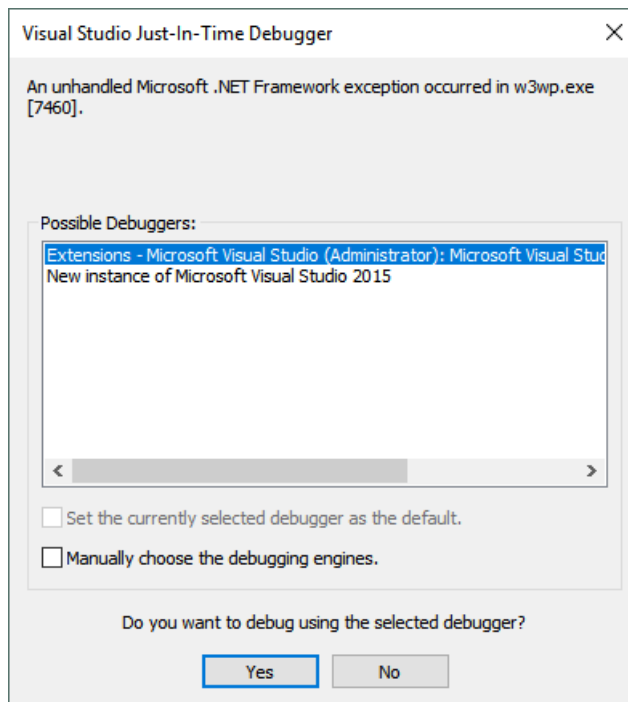 Visual Studio Just-In-Time Debugger
An unhandled Microsoft .NET Framework exception occurred in w3wp.exe
[7460].
Possible Debuggers:
Extensions - Microsoft Visual Studio (Administrator): Microsoft Visual Stud
New instance of Microsoft Visual Studio 2015
Set the currently selected debugger as the default.
Manually choose the debugging engines.
Do you want to debug using the selected debugger?
Yes No